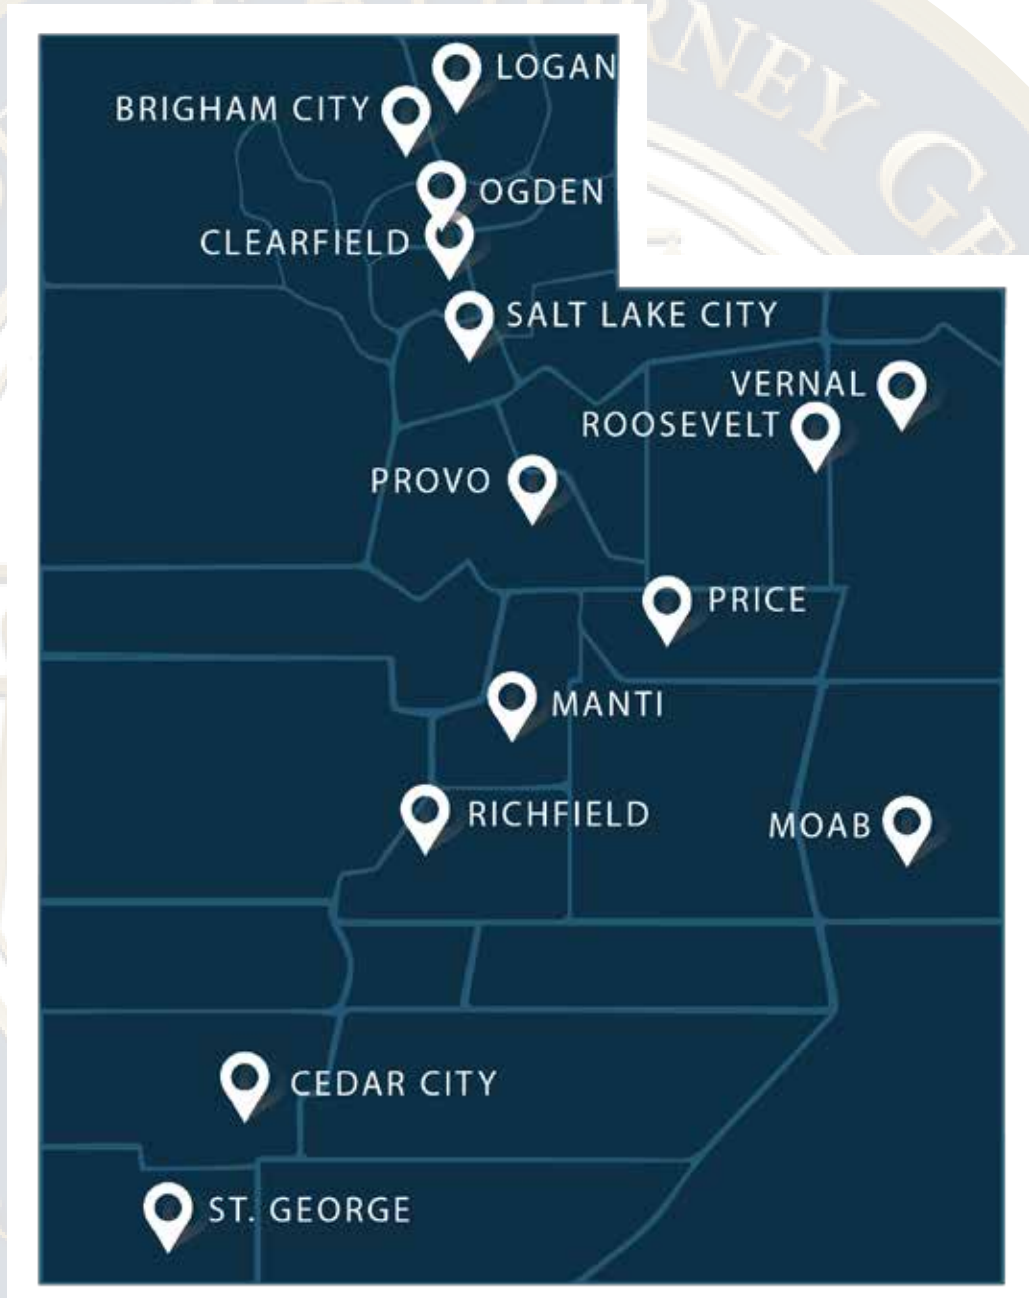 LOGAN
BRIGHAM CITY
OGDEN
CLEARFIELD
SALT LAKE CITY
VERNAL
ROOSEVELT
PROVO
PRICE
MANTI
RICHFIELD
MOAB
CEDAR CITY
ST. GEORGE